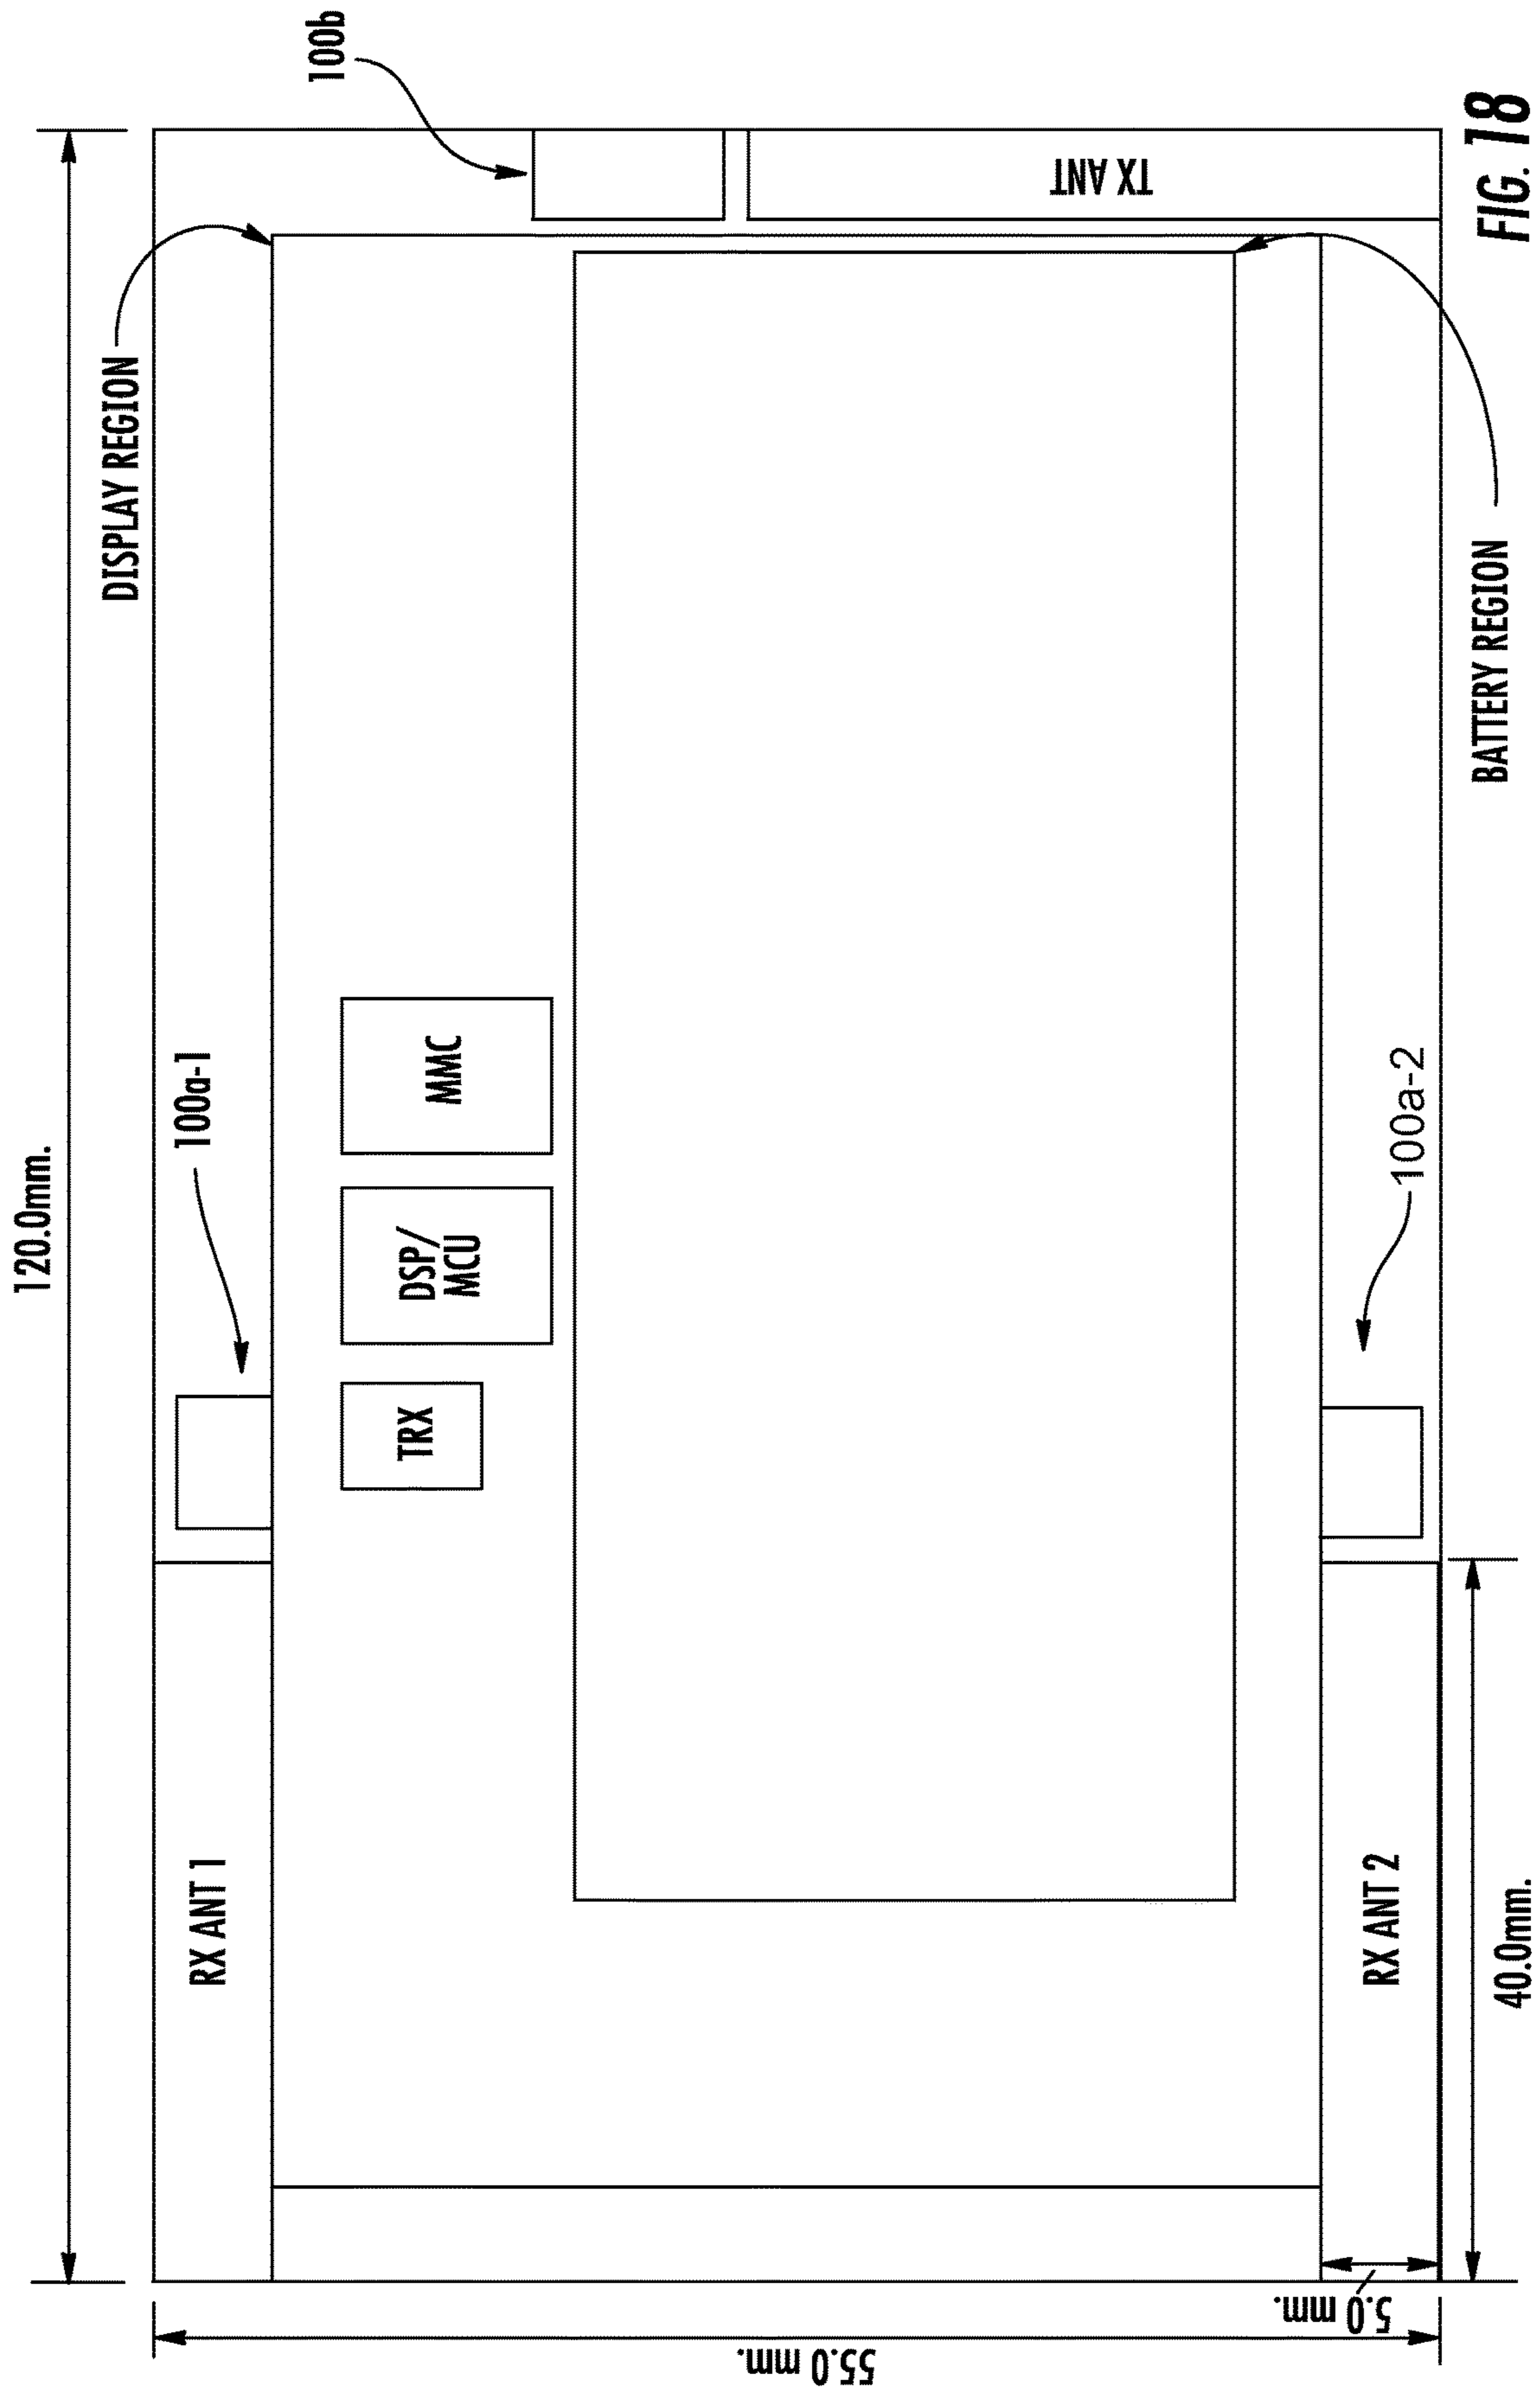 120.0mm.
DISPLAY REGION
100b
100a-1
MMC
DSP/
MCU
TRX
TX ANT
RX ANT 1
RX ANT 2
100a-2
BATTERY REGION
40.0mm.
5.0 mm.
55.0 mm.
FIG. 18